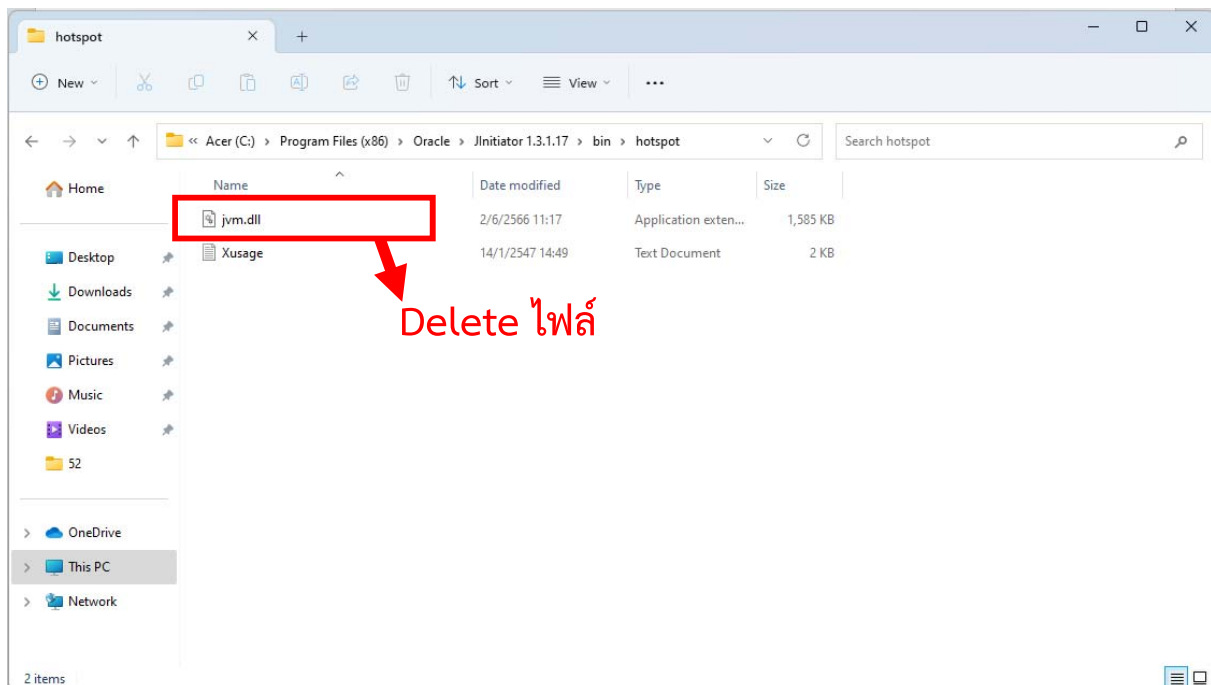 hotspot
New
Sort
View
Acer (C:) Program Files (x86) Oracle JInitiator 1.3.1.17 bin hotspot
Search hotspot
Name Date modified Type Size
jvm.dll 2/6/2566 11:17 Application exten... 1,585 KB
Xusage 14/1/2547 14:49 Text Document 2 KB
Delete ไฟล์
Home
Desktop
Downloads
Documents
Pictures
Music
Videos
52
OneDrive
This PC
Network
2 items